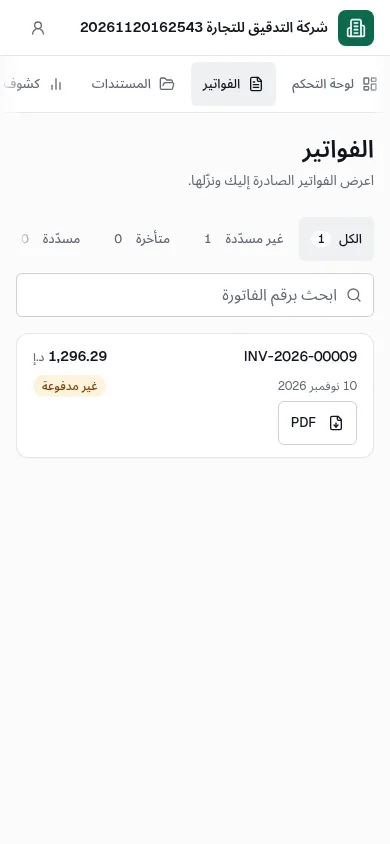 شركة التدقيق للتجارة 20261120162543
لوحة التحكم الفواتير المستندات كشوف
الفواتير
اعرض الفواتير الصادرة إليك ونزّلها.
الكل 1 غير مسدّدة 1 متأخرة 0 مسدّدة 0
ابحث برقم الفاتورة
INV-2026-00009 1,296.29 د.إ
10 نوفمبر 2026 غير مدفوعة
PDF